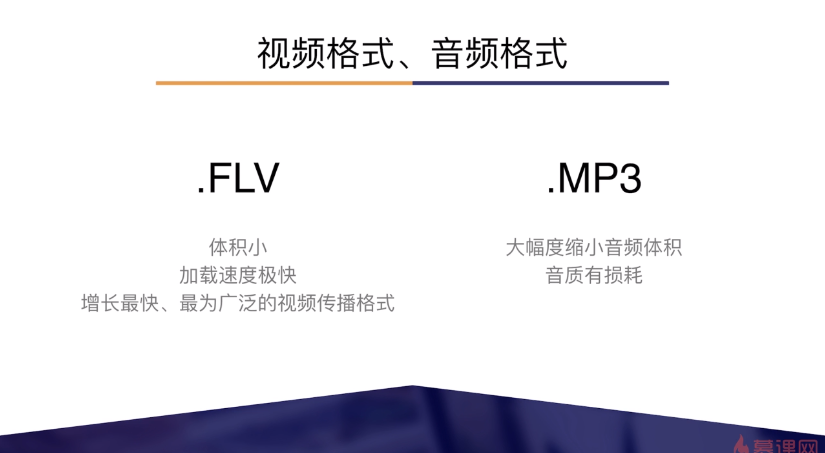 视频格式、音频格式
.FLV
体积小
加载速度极快
增长最快、最为广泛的视频传播格式
.MP3
大幅度缩小音频体积
音质有损耗
慕课网